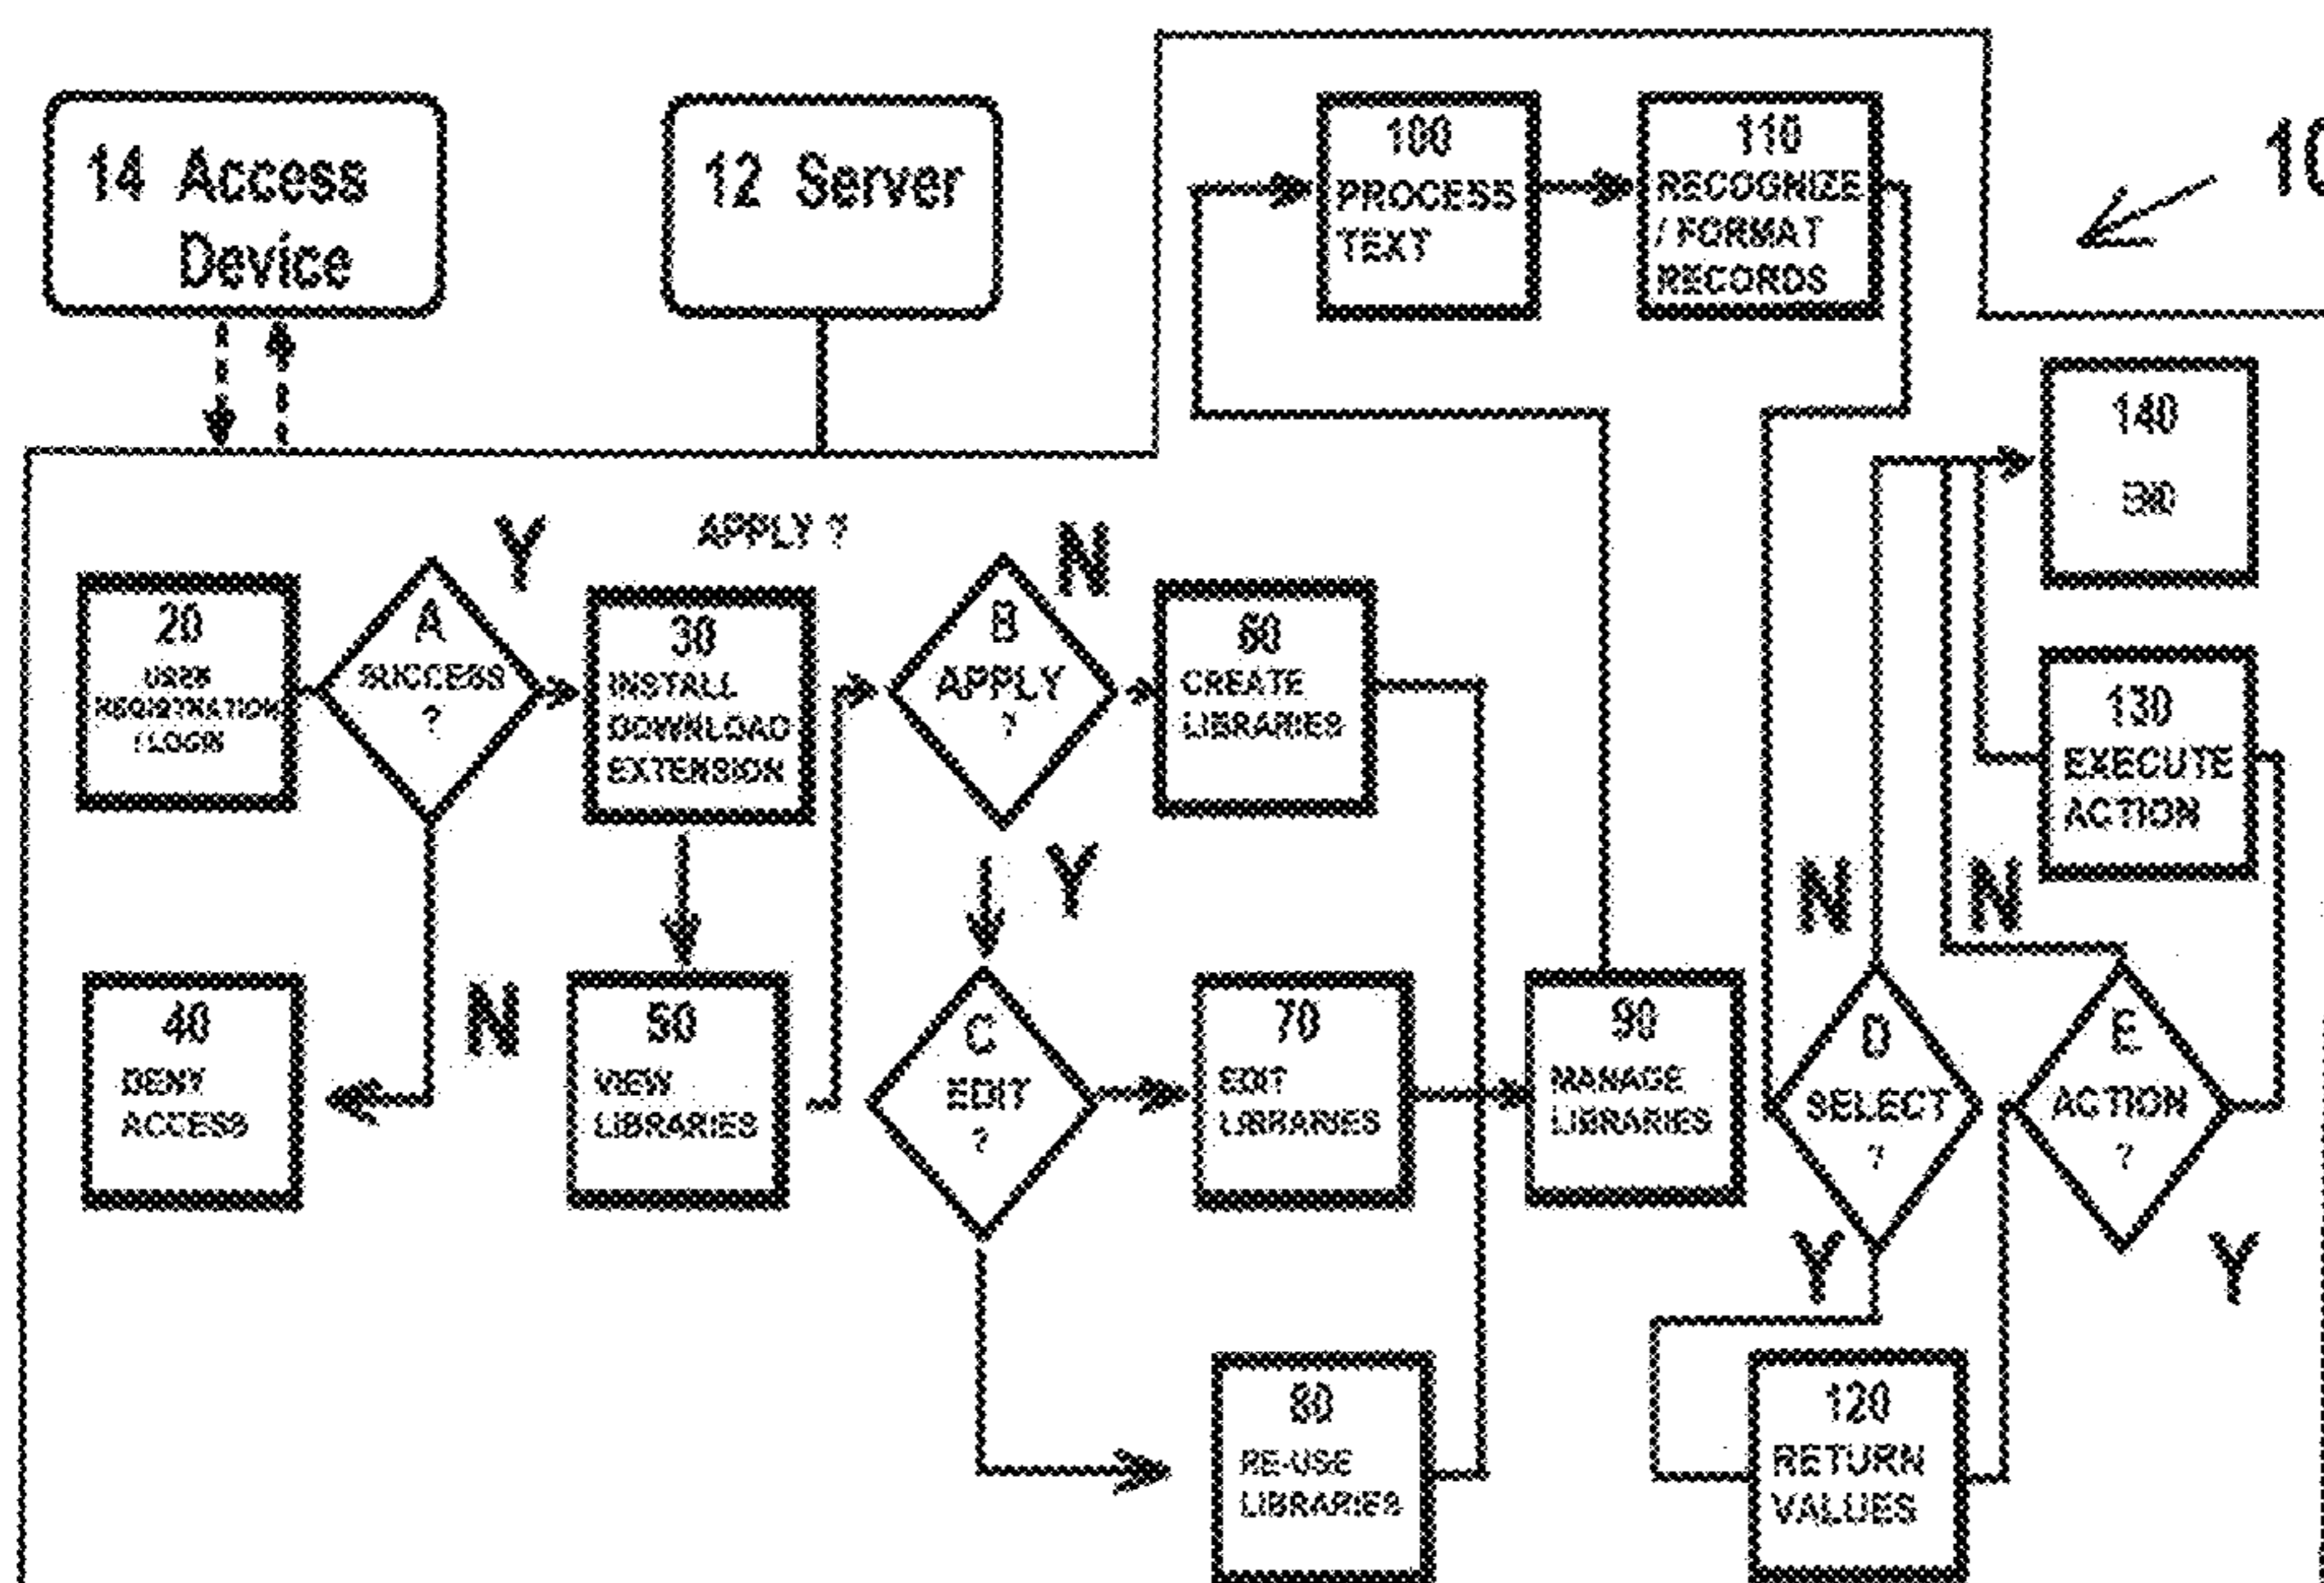 14 Access
Device
12 Server
100
PROCESS
TEXT
110
RECOGNIZE
/ FORMAT
RECORDS
10
140
END
Y
APPLY ?
N
20
USER
REGISTRATION
/ LOGIN
A
SUCCESS
?
30
INSTALL
DOWNLOAD
EXTENSION
B
APPLY
?
60
CREATE
LIBRARIES
130
EXECUTE
ACTION
Y
N
N
40
DENY
ACCESS
N
50
VIEW
LIBRARIES
C
EDIT
?
70
EDIT
LIBRARIES
90
MANAGE
LIBRARIES
D
SELECT
?
E
ACTION
?
Y
Y
80
RE-USE
LIBRARIES
120
RETURN
VALUES